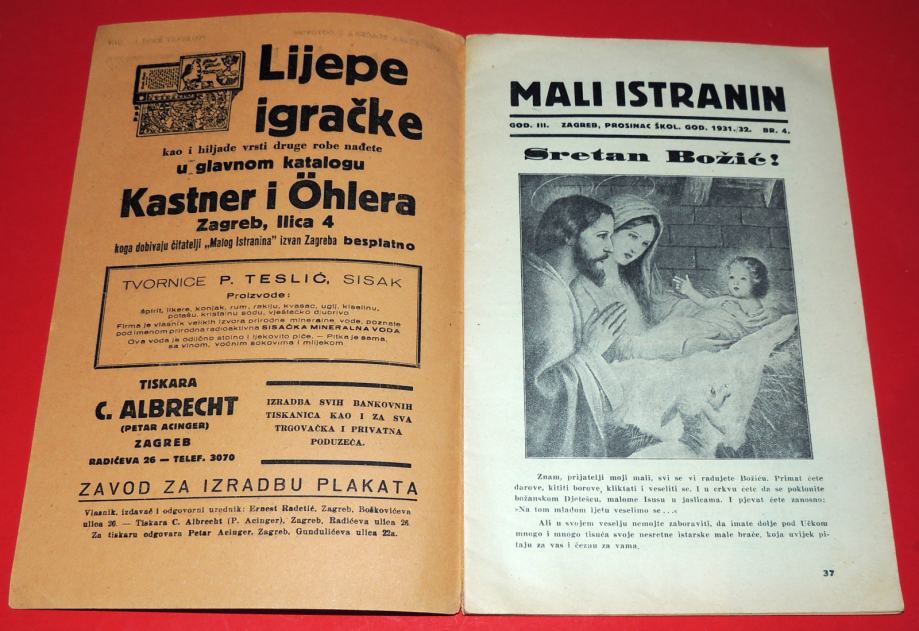 Lijepe
igračke
kao i hiljade vrsti druge robe nađete
u glavnom katalogu
Kastner i Öhlera
Zagreb, Ilica 4
koga dobivaju čitatelji „Malog Istranina" izvan Zagreba besplatno
TVORNICE P. TESLIĆ, SISAK
Proizvode:
špirit, likere, konjak, rum, rakiju, kvasac, uglj. kiselinu,
potašu, kristalnu sodu, vještačko đubrivo
Firma je vlasnik velikih izvora prirodne mineralne vode, poznate
pod imenom prirodna radioaktivna SISAČKA MINERALNA VODA
Ova voda je odlično stolno i ljekovito piće. — Pitka je sama,
sa vinom, voćnim sokovima i mlijekom
TISKARA
C. ALBRECHT
(PETAR ACINGER)
ZAGREB
RADIĆEVA 26 — TELEF. 3070
IZRADBA SVIH BANKOVNIH
TISKANICA KAO I ZA SVA
TRGOVAČKA I PRIVATNA
PODUZEĆA.
ZAVOD ZA IZRADBU PLAKATA
Vlasnik, izdavač i odgovorni urednik: Ernest Radetić, Zagreb, Boškovićeva
ulica 20. — Tiskara C. Albrecht (P. Acinger), Zagreb, Radićeva ulica 26.
Za tiskaru odgovara Petar Acinger, Zagreb, Gundulićeva ulica 22a.
MALI ISTRANIN
GOD. III. ZAGREB, PROSINAC ŠKOL. GOD. 1931./32. BR. 4.
Sretan Božić!
Znam, prijatelji moji mali, svi se vi radujete Božiću. Primat ćete
darove, kititi borove, kliktati i veseliti se. I u crkvu ćete da se poklonite
božanskom Djetešcu, malome Isusu u jaslicama. I pjevat ćete zanosno:
»Na tom mladom ljetu veselimo se...«
Ali u svojem veselju nemojte zaboraviti, da imate dolje pod Učkom
mnogo i mnogo tisuća svoje nesretne istarske male braće, koja uvijek pi-
taju za vas i čeznu za vama.
37